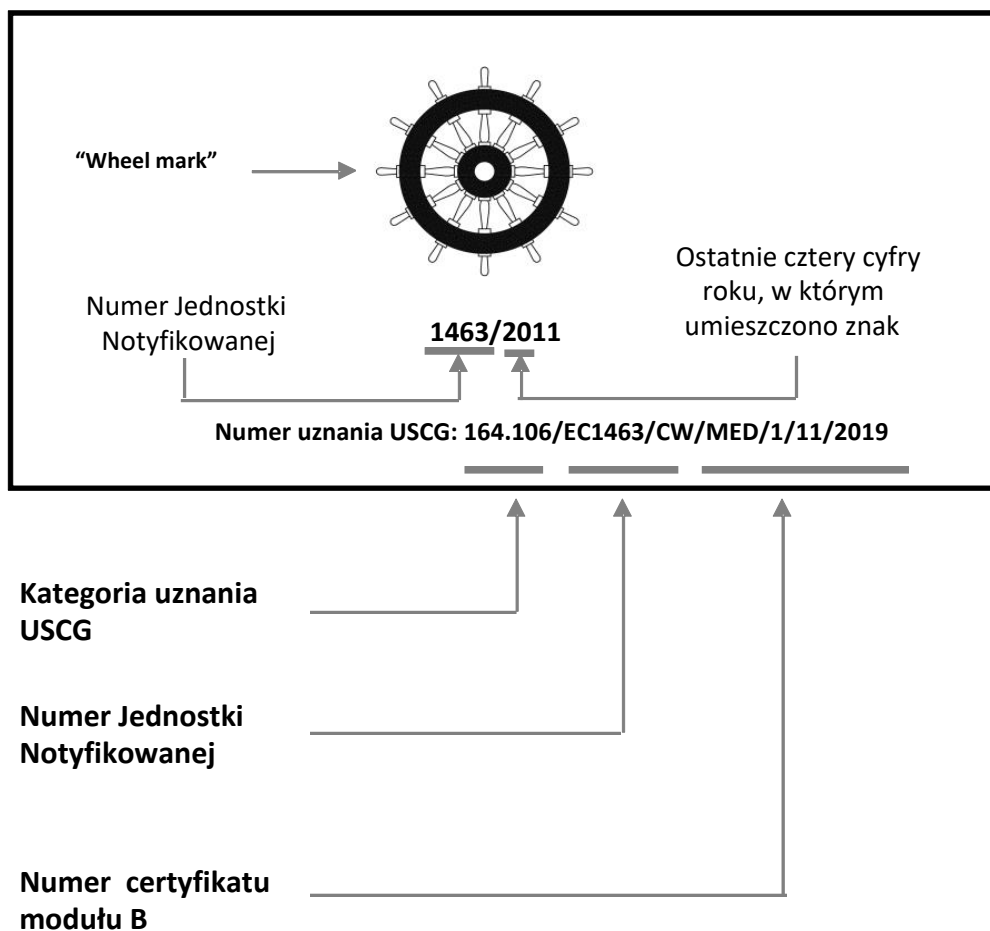 “Wheel mark”
Ostatnie cztery cyfry
roku, w którym
umieszczono znak
Numer Jednostki
Notyfikowanej
1463/2011
Numer uznania USCG: 164.106/EC1463/CW/MED/1/11/2019
Kategoria uznania
USCG
Numer Jednostki
Notyfikowanej
Numer certyfikatu
modułu B